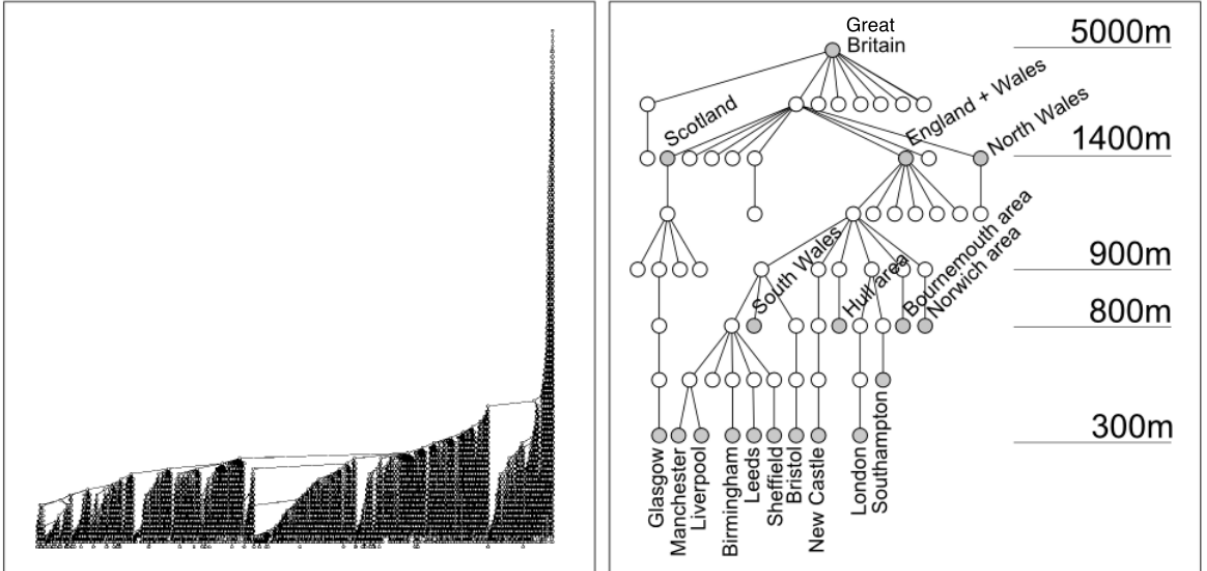 Great
Britain
5000m
Scotland
England + Wales
North Wales
1400m
South Wales
Hull area
Bournemouth area
Norwich area
900m
800m
300m
Glasgow
Manchester
Liverpool
Birmingham
Leeds
Sheffield
Bristol
New Castle
London
Southampton